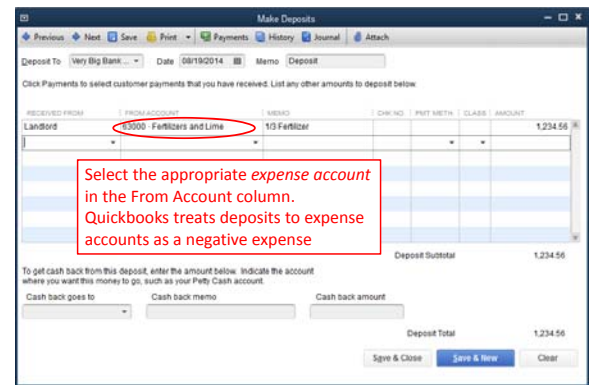 Make Deposits
Previous Next Save Print Payments History Journal Attach
Deposit To Very Big Bank ... Date 08/19/2014 Memo Deposit
Click Payments to select customer payments that you have received. List any other amounts to deposit below.
RECEIVED FROM FROM ACCOUNT MEMO CHK NO. PMT METH. CLASS AMOUNT
Landlord 63000 · Fertilizers and Lime 1/3 Fertilizer 1,234.56
Select the appropriate expense account
in the From Account column.
Quickbooks treats deposits to expense
accounts as a negative expense
Deposit Subtotal 1,234.56
To get cash back from this deposit, enter the amount below. Indicate the account
where you want this money to go, such as your Petty Cash account.
Cash back goes to Cash back memo Cash back amount
Deposit Total 1,234.56
Save & Close Save & New Clear